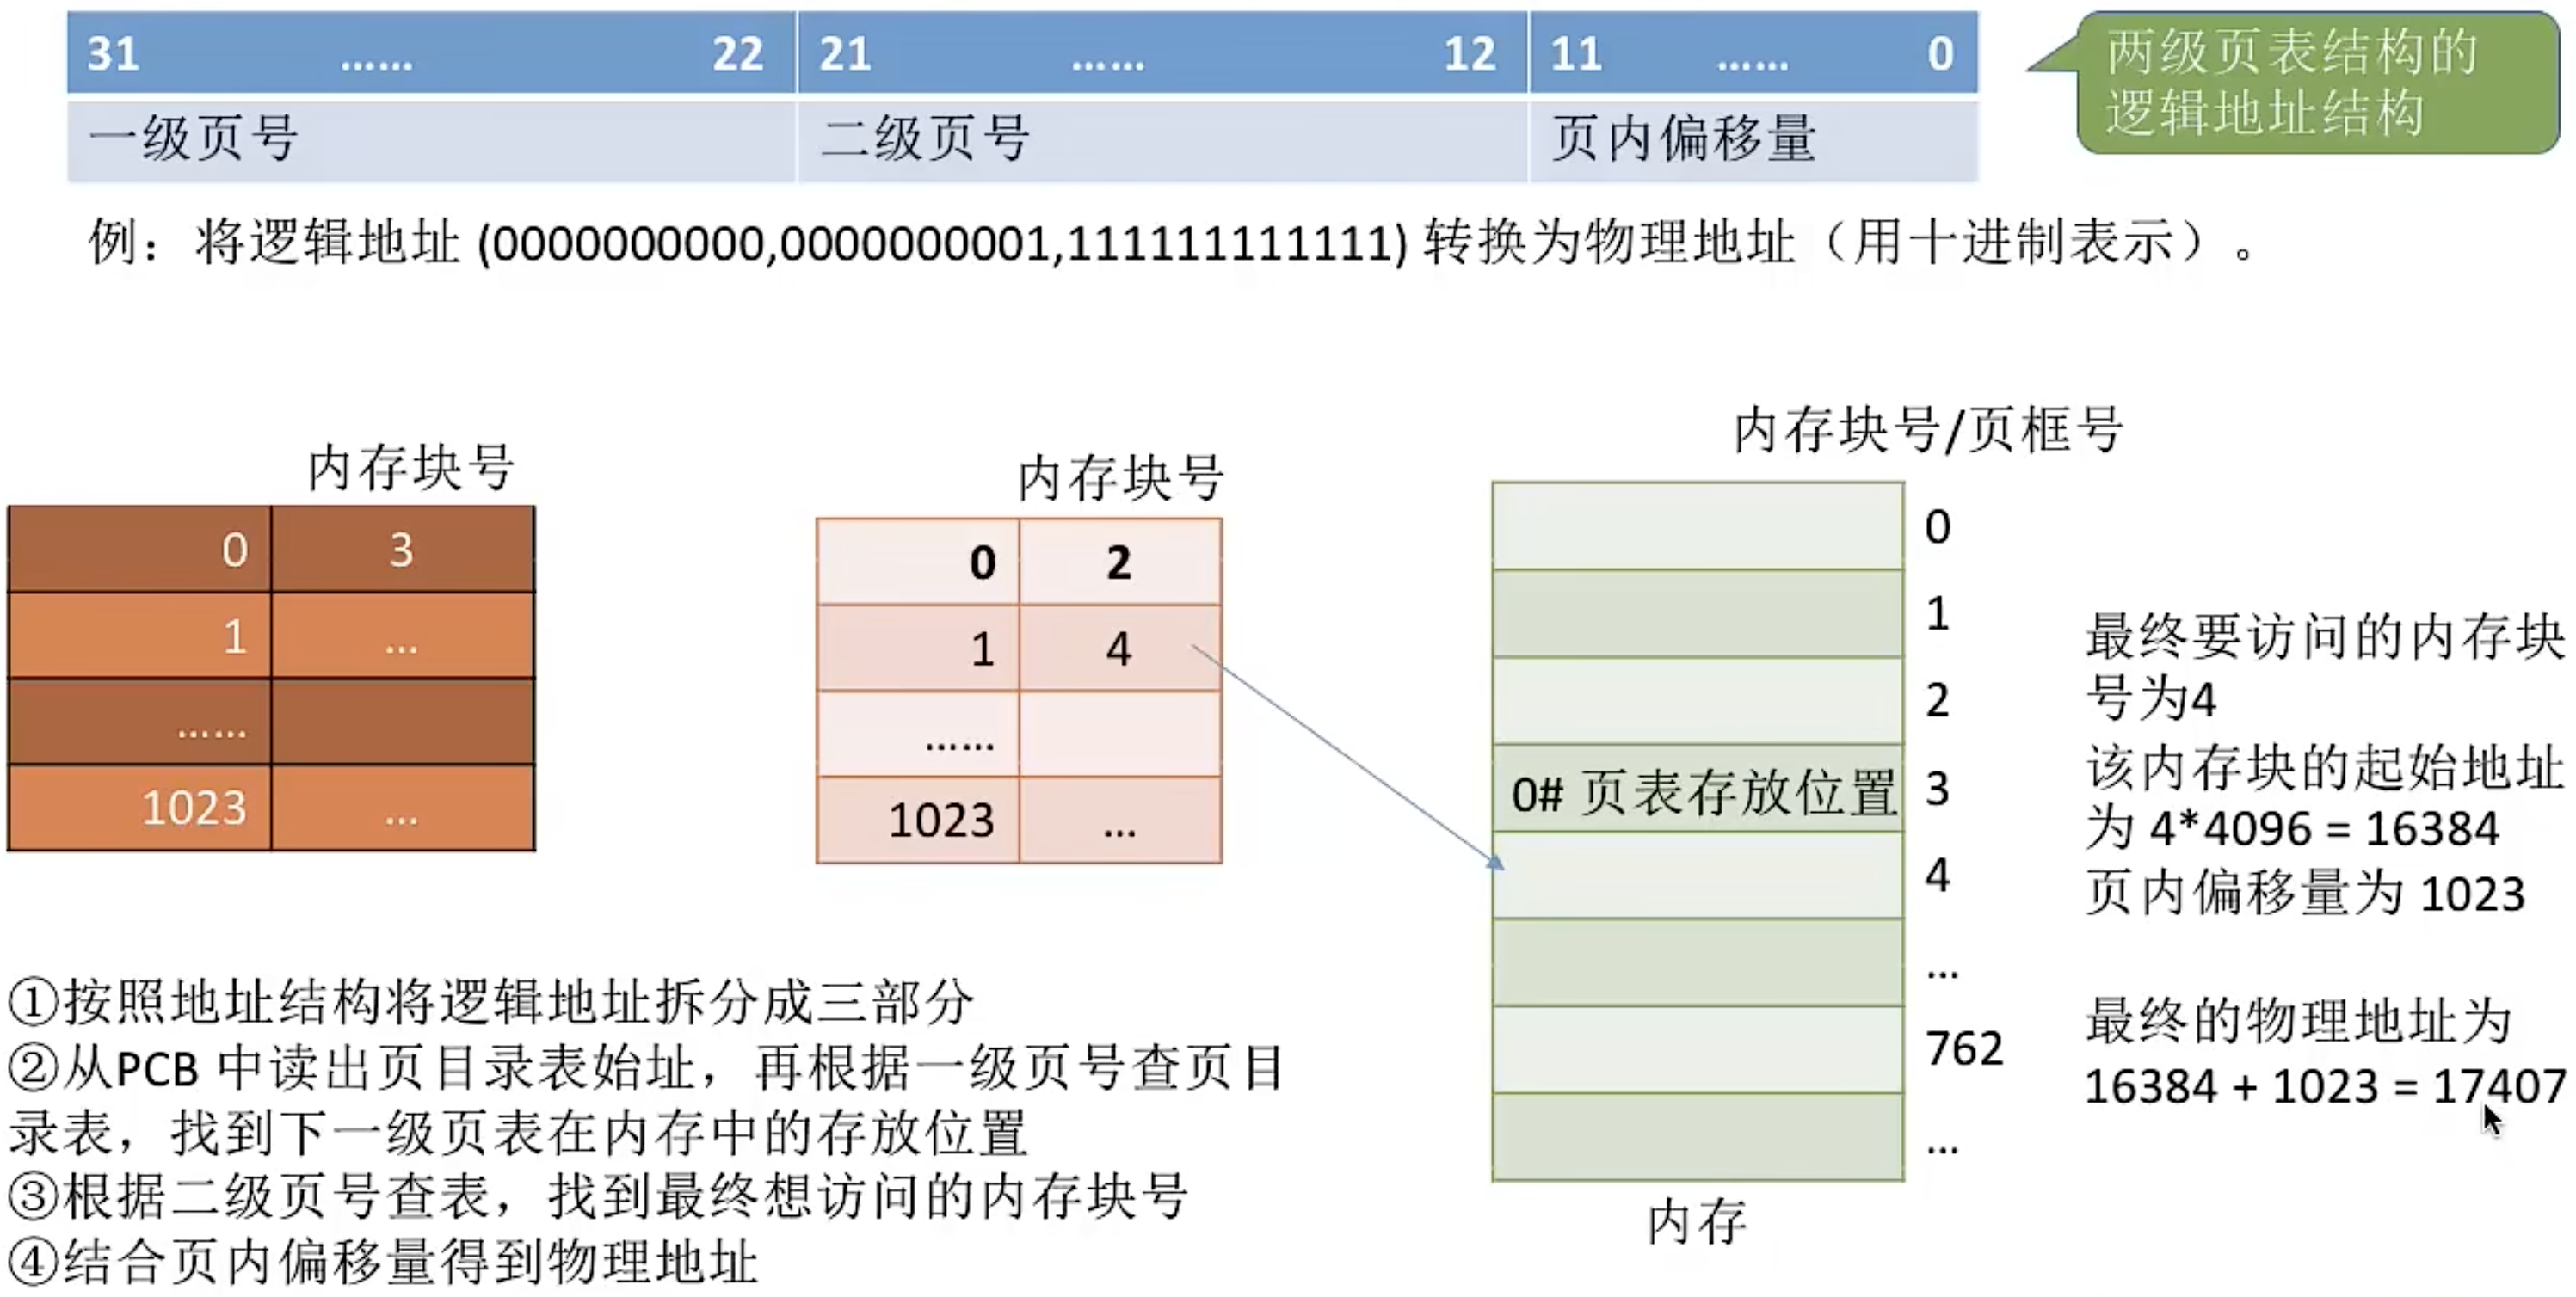 31 …… 22 21 …… 12 11 …… 0
一级页号 二级页号 页内偏移量
两级页表结构的
逻辑地址结构
例：将逻辑地址 (0000000000,0000000001,111111111111) 转换为物理地址（用十进制表示）。
内存块号
0 3
1 ...
……
1023 ...
内存块号
0 2
1 4
……
1023 ...
内存块号/页框号
0
1
2
0# 页表存放位置 3
4
...
762
...
内存
最终要访问的内存块
号为4
该内存块的起始地址
为 4*4096 = 16384
页内偏移量为 1023
最终的物理地址为
16384 + 1023 = 17407
①按照地址结构将逻辑地址拆分成三部分
②从PCB 中读出页目录表始址，再根据一级页号查页目
录表，找到下一级页表在内存中的存放位置
③根据二级页号查表，找到最终想访问的内存块号
④结合页内偏移量得到物理地址